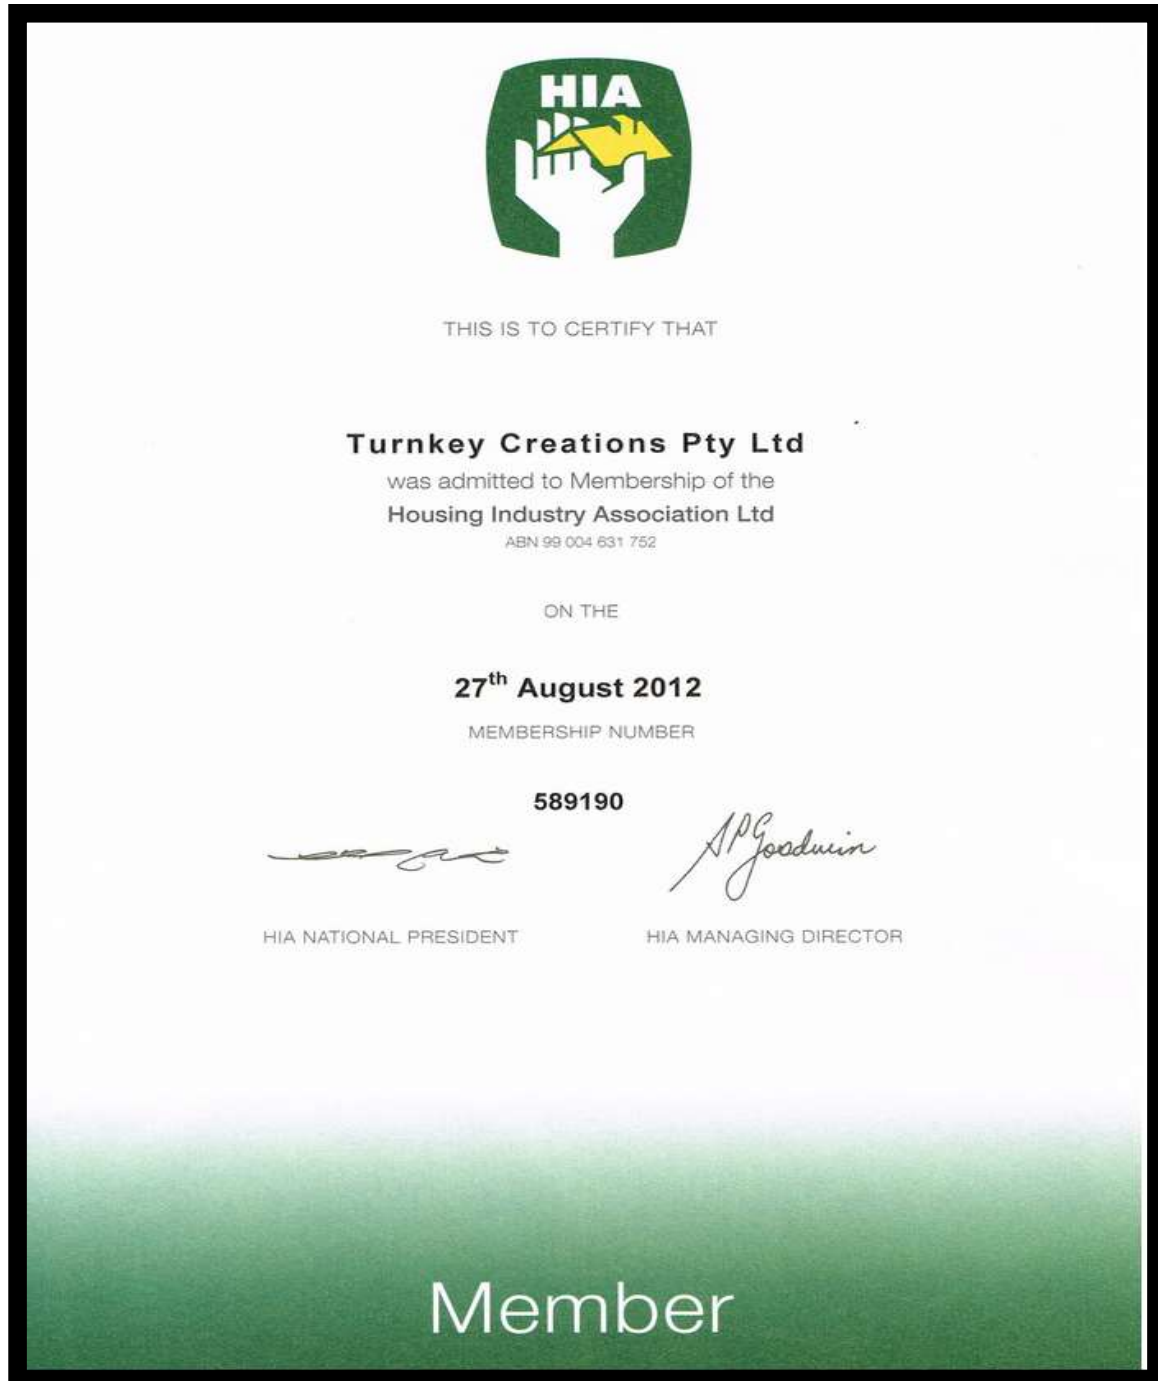 HIA
THIS IS TO CERTIFY THAT
Turnkey Creations Pty Ltd
was admitted to Membership of the
Housing Industry Association Ltd
ABN 99 004 631 752
ON THE
27th August 2012
MEMBERSHIP NUMBER
589190
APGoodwin
HIA NATIONAL PRESIDENT
HIA MANAGING DIRECTOR
Member